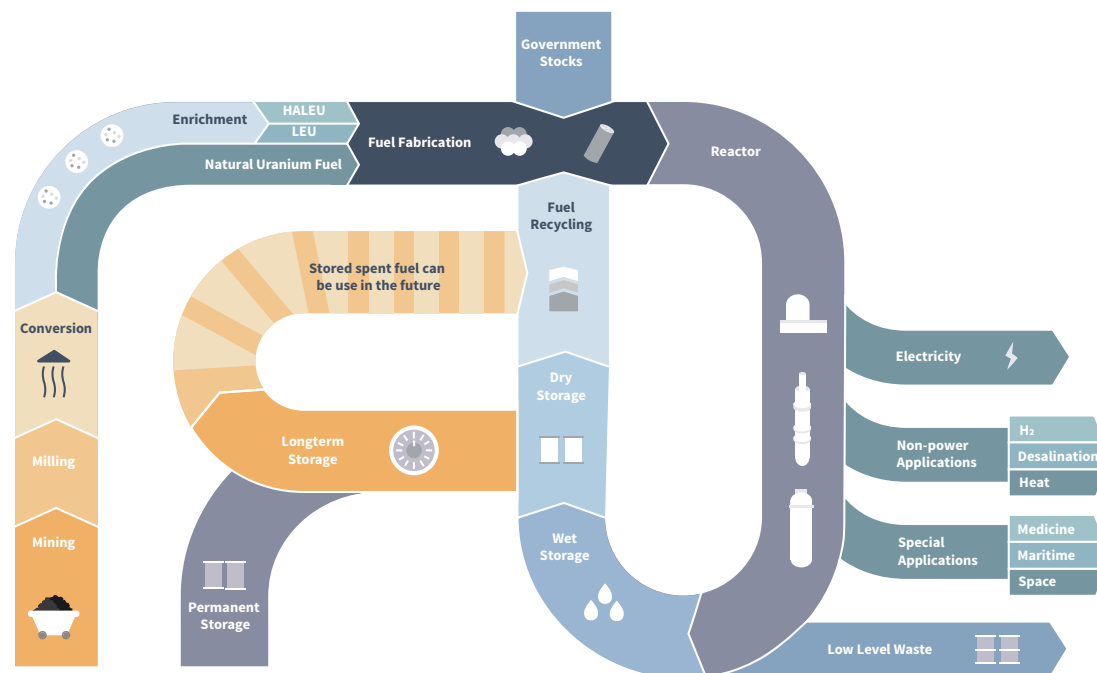 Government
Stocks
HALEU
Enrichment
LEU
Fuel Fabrication
Reactor
Natural Uranium Fuel
Fuel
Recycling
Stored spent fuel can
be use in the future
Conversion
Electricity
Dry
Storage
H₂
Non-power
Applications
Desalination
Heat
Longterm
Storage
Milling
Mining
Wet
Storage
Medicine
Special
Applications
Maritime
Space
Permanent
Storage
Low Level Waste